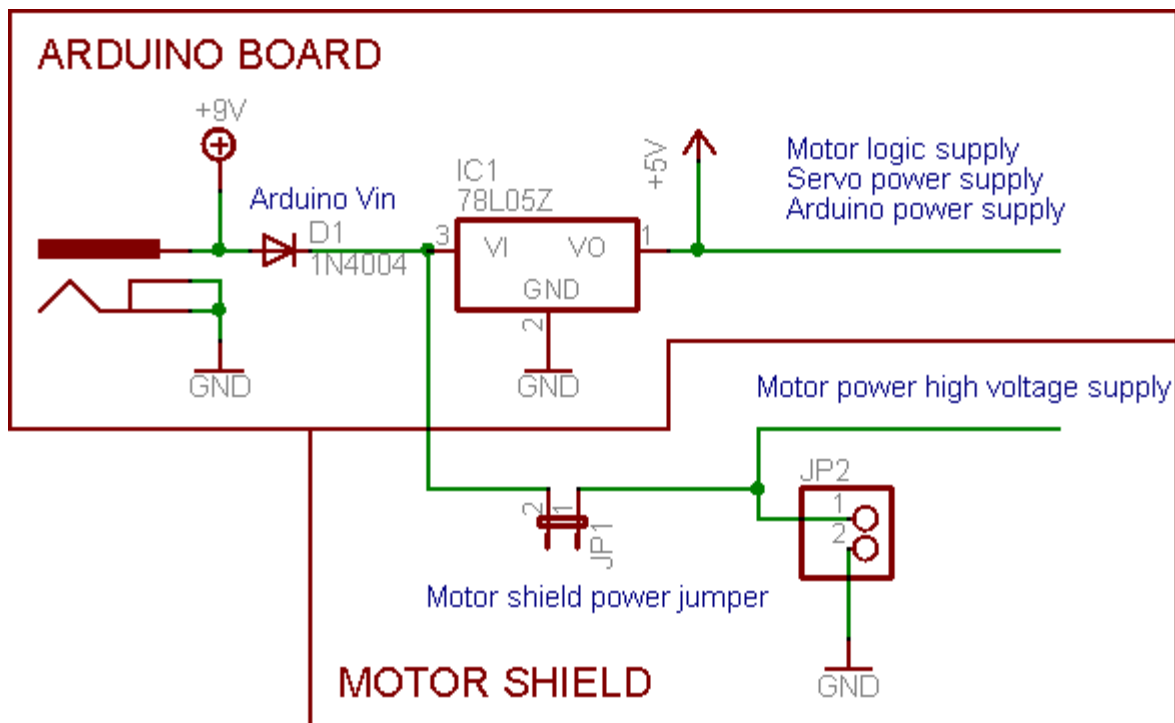 ARDUINO BOARD
+9V
Arduino Vin
D1
1N4004
IC1
78L05Z
3
VI
VO
1
GND
2
GND
GND
+5V
Motor logic supply
Servo power supply
Arduino power supply
Motor power high voltage supply
JP2
1
2
2
1
JP1
Motor shield power jumper
MOTOR SHIELD
GND